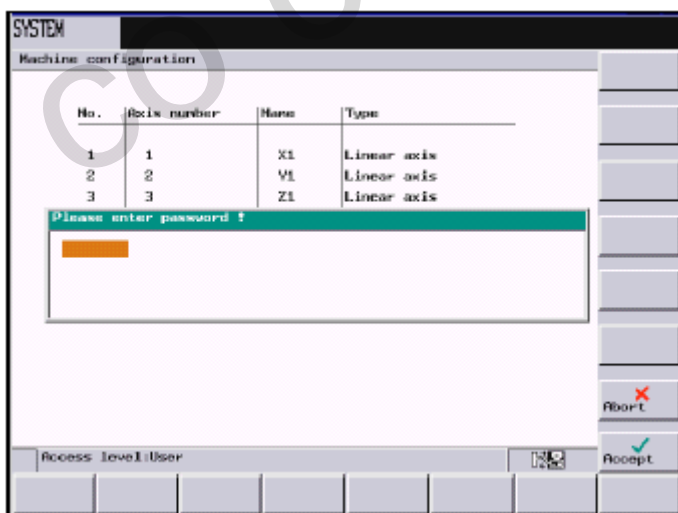 SYSTEM
Machine configuration
No. Axis number Name Type
1 1 X1 Linear axis
2 2 Y1 Linear axis
3 3 Z1 Linear axis
Please enter password !
Abort
Access level:User
Accept